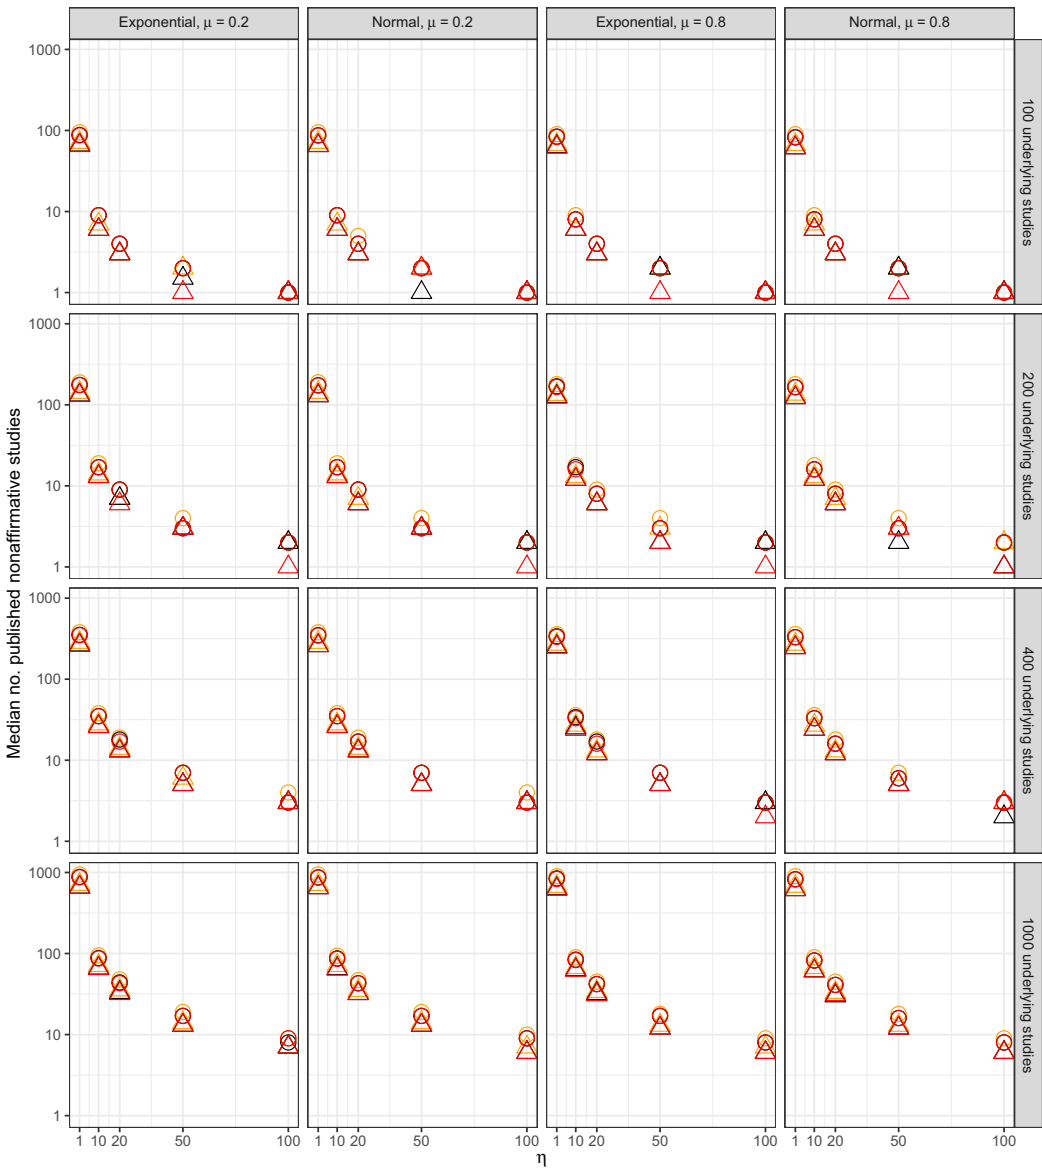 Exponential, μ = 0.2
Normal, μ = 0.2
Exponential, μ = 0.8
Normal, μ = 0.8
Median no. published nonaffirmative studies
1000
100
10
1
100 underlying studies
1000
100
10
1
200 underlying studies
1000
100
10
1
400 underlying studies
1000
100
10
1
1000 underlying studies
1 10 20 50 100
1 10 20 50 100
1 10 20 50 100
1 10 20 50 100
η